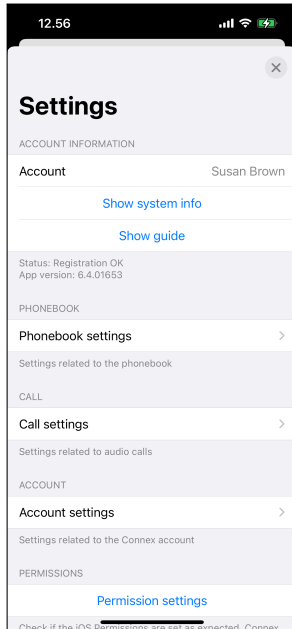 12.56
Settings
ACCOUNT INFORMATION
Account Susan Brown
Show system info
Show guide
Status: Registration OK
App version: 6.4.01653
PHONEBOOK
Phonebook settings
Settings related to the phonebook
CALL
Call settings
Settings related to audio calls
ACCOUNT
Account settings
Settings related to the Connex account
PERMISSIONS
Permission settings
Check if the iOS Permissions are set as expected. Connex